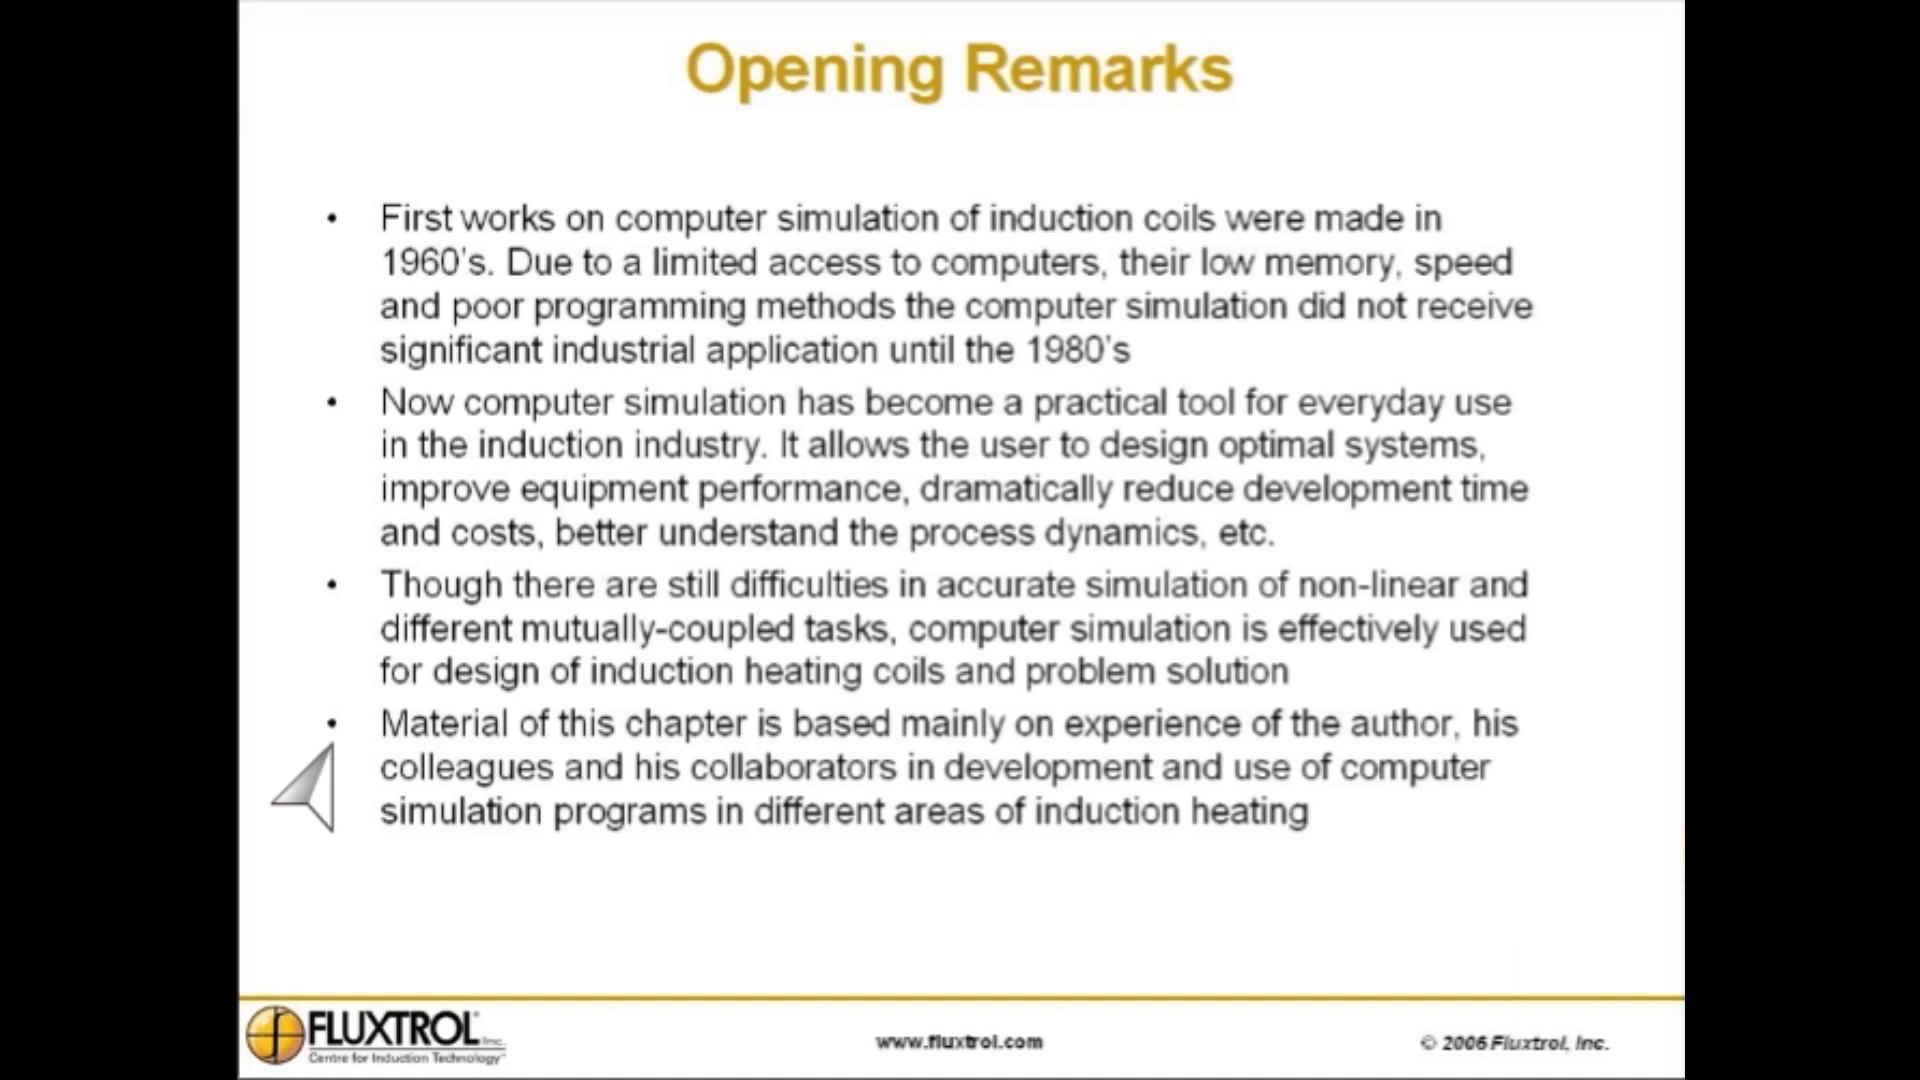 Opening Remarks
• First works on computer simulation of induction coils were made in
1960's. Due to a limited access to computers, their low memory, speed
and poor programming methods the computer simulation did not receive
significant industrial application until the 1980's
• Now computer simulation has become a practical tool for everyday use
in the induction industry. It allows the user to design optimal systems,
improve equipment performance, dramatically reduce development time
and costs, better understand the process dynamics, etc.
• Though there are still difficulties in accurate simulation of non-linear and
different mutually-coupled tasks, computer simulation is effectively used
for design of induction heating coils and problem solution
• Material of this chapter is based mainly on experience of the author, his
colleagues and his collaborators in development and use of computer
simulation programs in different areas of induction heating
FLUXTROL Inc.
Centre for Induction Technology
www.fluxtrol.com
© 2006 Fluxtrol, Inc.